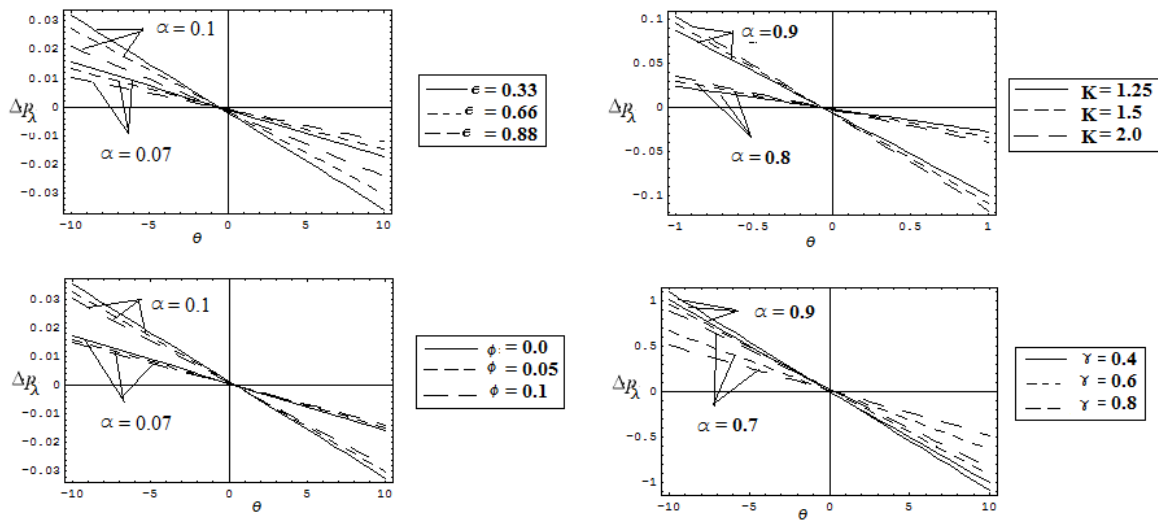 0.03
0.02
0.01
0
-0.01
-0.02
-0.03
Δpλ
α = 0.1
α = 0.07
-10
-5
0
5
10
θ
ϵ = 0.33
ϵ = 0.66
ϵ = 0.88
0.1
0.05
0
-0.05
-0.1
Δpλ
α = 0.9
α = 0.8
-1
-0.5
0
0.5
1
θ
K = 1.25
K = 1.5
K = 2.0
0.03
0.02
0.01
0
-0.01
-0.02
-0.03
Δpλ
α = 0.1
α = 0.07
-10
-5
0
5
10
θ
ϕ : = 0.0
ϕ = 0.05
ϕ = 0.1
1
0.5
0
-0.5
-1
Δpλ
α = 0.9
α = 0.7
-10
-5
0
5
10
θ
γ = 0.4
γ = 0.6
γ = 0.8